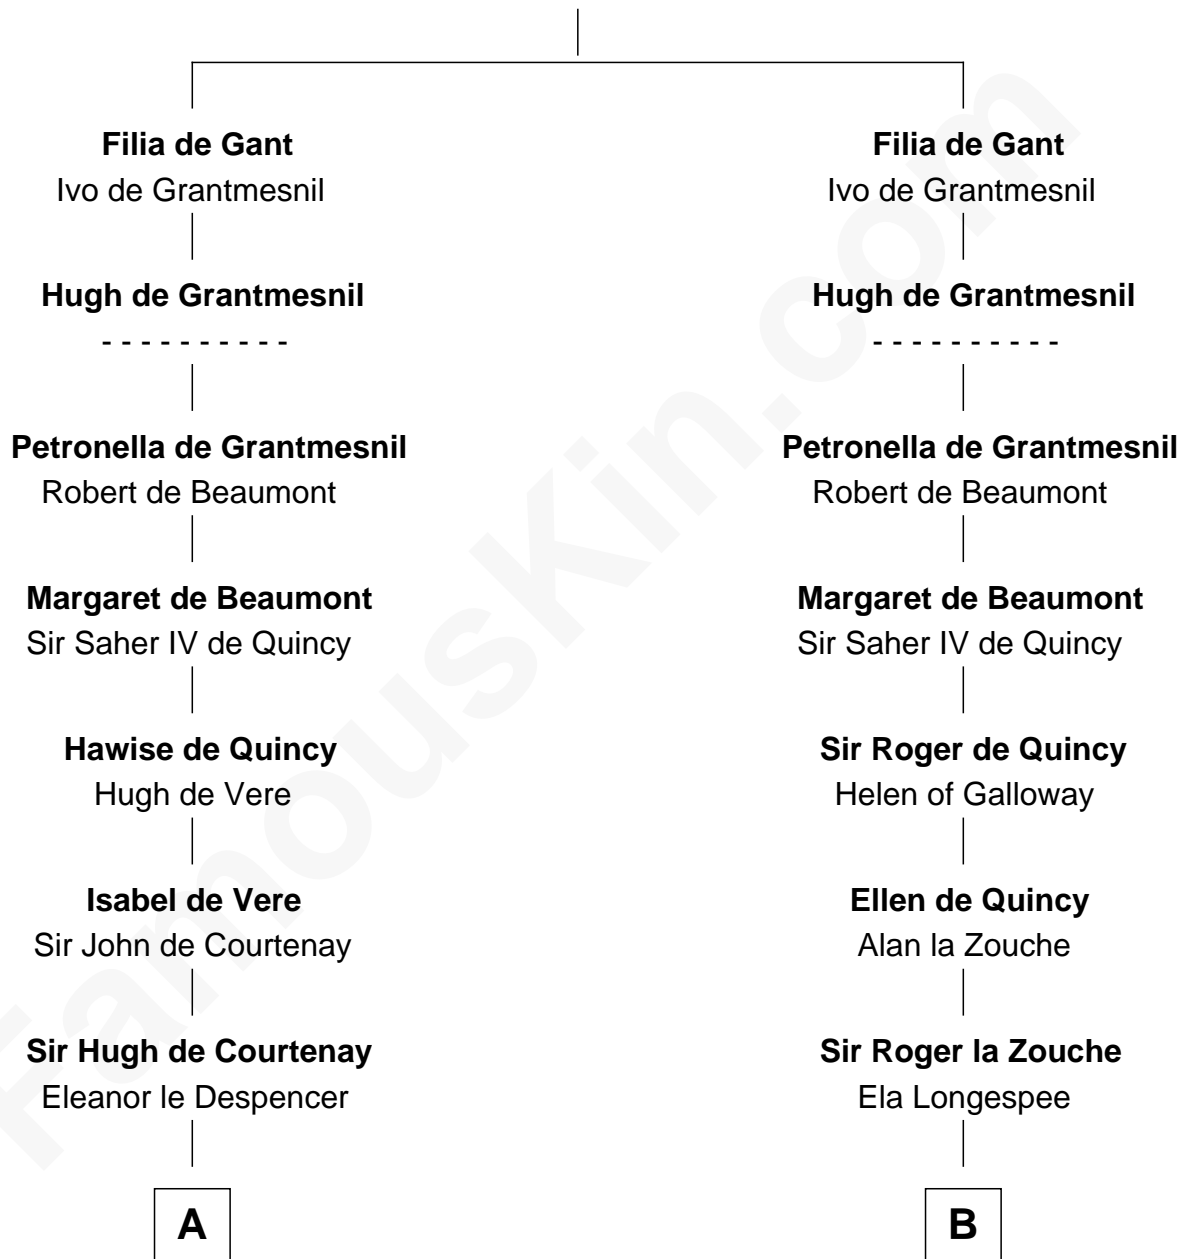 Filia de Gant
Ivo de Grantmesnil
Hugh de Grantmesnil
- - - - - - - - - -
Petronella de Grantmesnil
Robert de Beaumont
Margaret de Beaumont
Sir Saher IV de Quincy
Hawise de Quincy
Hugh de Vere
Isabel de Vere
Sir John de Courtenay
Sir Hugh de Courtenay
Eleanor le Despencer
A
Filia de Gant
Ivo de Grantmesnil
Hugh de Grantmesnil
- - - - - - - - - -
Petronella de Grantmesnil
Robert de Beaumont
Margaret de Beaumont
Sir Saher IV de Quincy
Sir Roger de Quincy
Helen of Galloway
Ellen de Quincy
Alan la Zouche
Sir Roger la Zouche
Ela Longespee
B
FamousKin.com